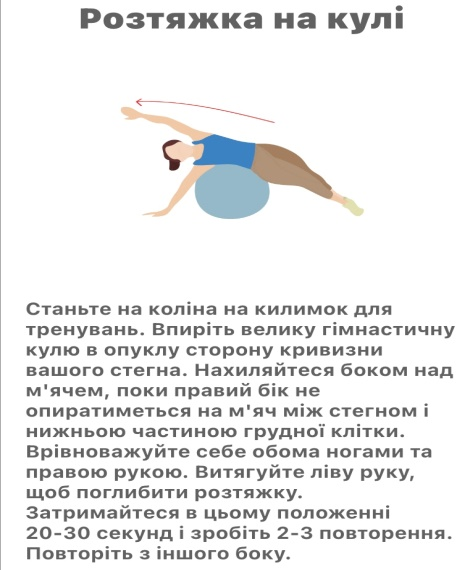 Розтяжка на кулі
Станьте на коліна на килимок для
тренувань. Впиріть велику гімнастичну
кулю в опуклу сторону кривизни
вашого стегна. Нахиляйтеся боком над
м'ячем, поки правий бік не
опиратиметься на м'яч між стегном і
нижньою частиною грудної клітки.
Врівноважуйте себе обома ногами та
правою рукою. Витягуйте ліву руку,
щоб поглибити розтяжку.
Затримайтеся в цьому положенні
20-30 секунд і зробіть 2-3 повторення.
Повторіть з іншого боку.